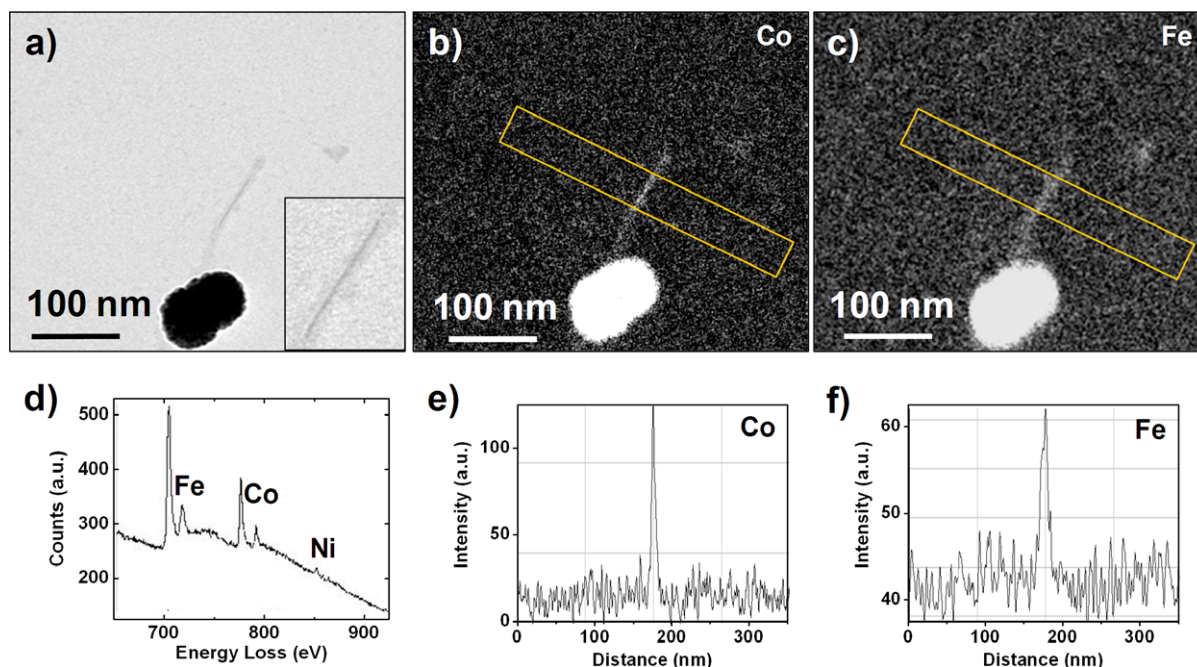 a)
100 nm
b)
Co
100 nm
c)
Fe
100 nm
d)
500
400
300
200
Counts (a.u.)
Fe
Co
Ni
700
800
900
Energy Loss (eV)
e)
Co
100
50
0
Intensity (a.u.)
0
100
200
300
Distance (nm)
f)
Fe
60
50
40
Intensity (a.u.)
0
100
200
300
Distance (nm)